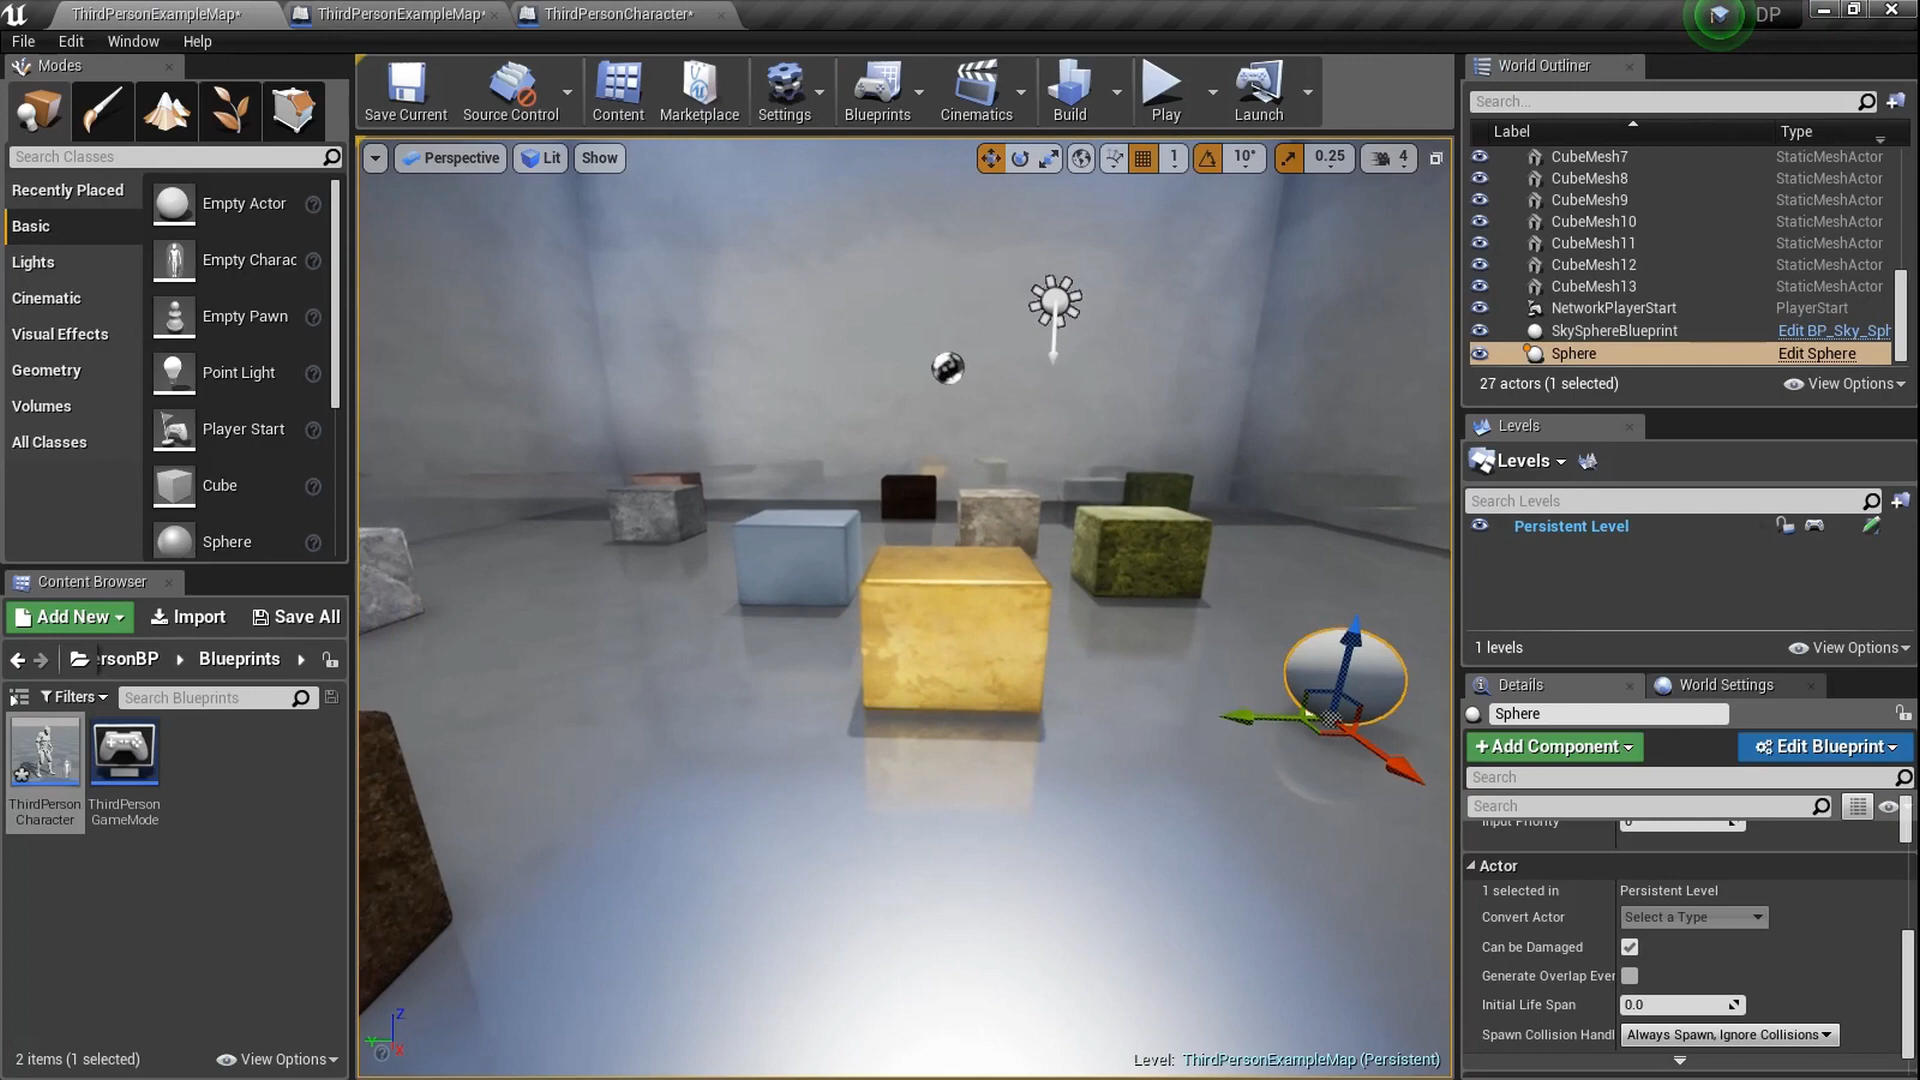 ThirdPersonExampleMap*
ThirdPersonExampleMap*
ThirdPersonCharacter*
DP
File Edit Window Help
Modes
Search Classes
Recently Placed
Basic
Lights
Cinematic
Visual Effects
Geometry
Volumes
All Classes
Empty Actor
Empty Charac
Empty Pawn
Point Light
Player Start
Cube
Sphere
Content Browser
Add New Import Save All
rsonBP Blueprints
Filters Search Blueprints
ThirdPerson
Character
ThirdPerson
GameMode
2 items (1 selected) View Options
Save Current Source Control Content Marketplace Settings Blueprints Cinematics Build Play Launch
Perspective Lit Show 1 10° 0.25 4
Z
Y
X
Level: ThirdPersonExampleMap (Persistent)
World Outliner
Search...
Label Type
CubeMesh7 StaticMeshActor
CubeMesh8 StaticMeshActor
CubeMesh9 StaticMeshActor
CubeMesh10 StaticMeshActor
CubeMesh11 StaticMeshActor
CubeMesh12 StaticMeshActor
CubeMesh13 StaticMeshActor
NetworkPlayerStart PlayerStart
SkySphereBlueprint Edit BP_Sky_Sph
Sphere Edit Sphere
27 actors (1 selected) View Options
Levels
Levels
Search Levels
Persistent Level
1 levels View Options
Details World Settings
Sphere
+Add Component Edit Blueprint
Search
Search
Input Priority 0
Actor
1 selected in Persistent Level
Convert Actor Select a Type
Can be Damaged
Generate Overlap Ever
Initial Life Span 0.0
Spawn Collision Handl Always Spawn, Ignore Collisions